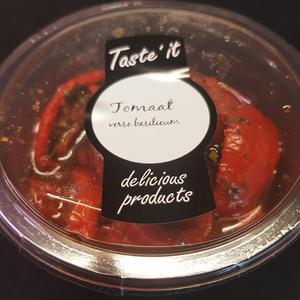 Taste' it
Tomaat
verse basilicum
delicious
products